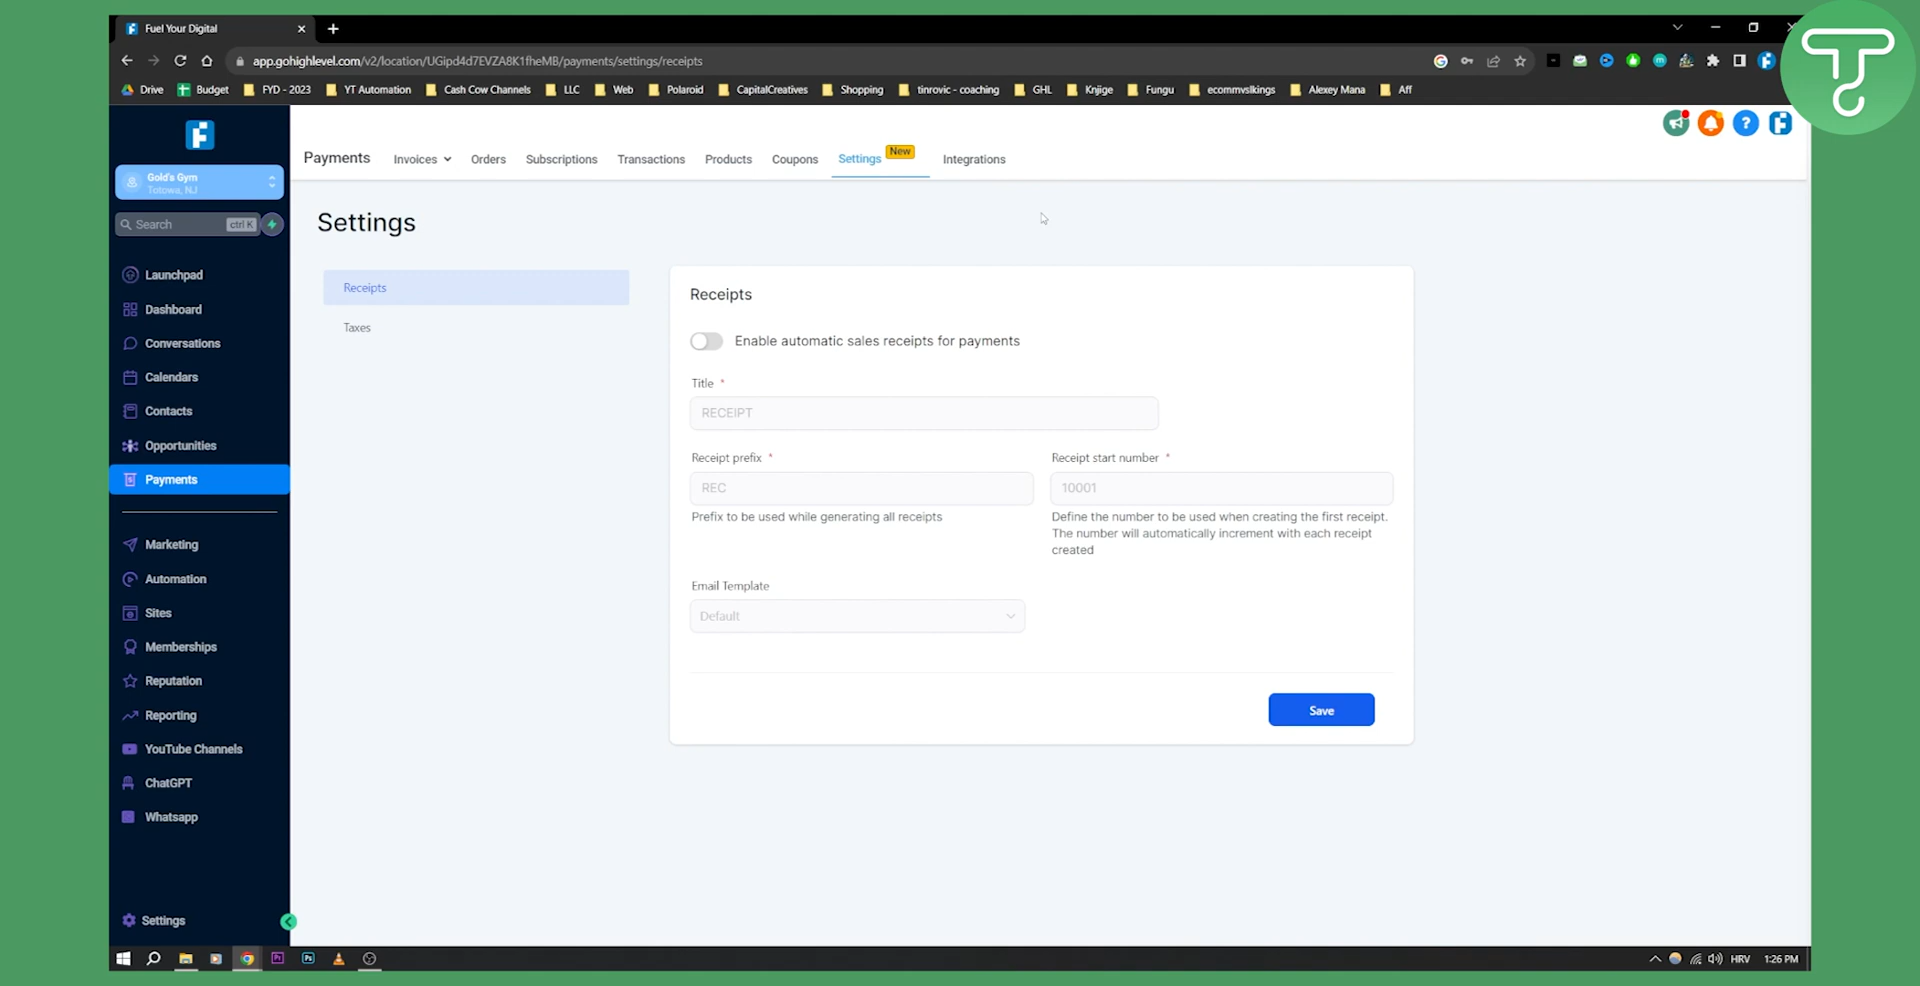 Fuel Your Digital
app.gohighlevel.com/v2/location/UGipd4d7EVZA8K1fheMB/payments/settings/receipts
Drive Budget FYD - 2023 YT Automation Cash Cow Channels LLC Web Polaroid CapitalCreatives Shopping tinrovic - coaching GHL Knjige Fungu ecommvslkings Alexey Mana Aff
Gold's Gym
Totowa, NJ
Search ctrl K
Launchpad
Dashboard
Conversations
Calendars
Contacts
Opportunities
Payments
Marketing
Automation
Sites
Memberships
Reputation
Reporting
YouTube Channels
ChatGPT
Whatsapp
Settings
Payments Invoices Orders Subscriptions Transactions Products Coupons Settings New Integrations
Settings
Receipts
Taxes
Receipts
Enable automatic sales receipts for payments
Title *
RECEIPT
Receipt prefix *
REC
Prefix to be used while generating all receipts
Receipt start number *
10001
Define the number to be used when creating the first receipt.
The number will automatically increment with each receipt
created
Email Template
Default
Save
HRV 1:26 PM